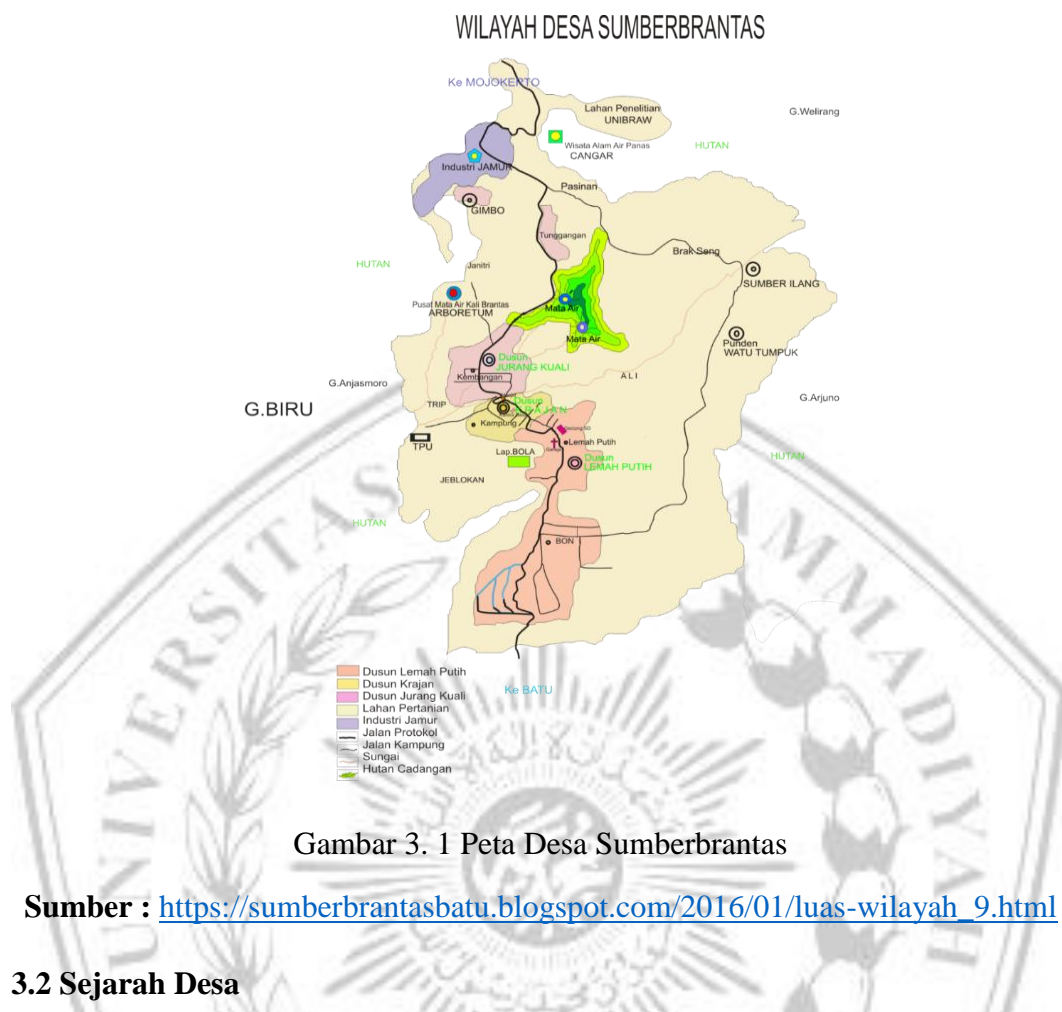 WILAYAH DESA SUMBERBRANTAS
Ke MOJOKERTO
Lahan Penelitian
UNIBRAW
G.Welirang
Wisata Alam Air Panas
CANGAR
HUTAN
Industri JAMUR
Pasinan
GIMBO
Tunggangan
Brak Seng
HUTAN
Janitri
SUMBER ILANG
Pusat Mata Air Kali Brantas
ARBORETUM
Mata Air
Mata Air
Punden
WATU TUMPUK
Dusun
JURANG KUALI
Kembangan
A L I
G.Anjasmoro
G.Arjuno
G.BIRU
TRIP
Dusun
Kampung
TPU
Lemah Putih
Lap.BOLA
Dusun
LEMAH PUTIH
HUTAN
JEBLOKAN
HUTAN
BON
Dusun Lemah Putih
Dusun Krajan
Dusun Jurang Kuali
Lahan Pertanian
Industri Jamur
Jalan Protokol
Jalan Kampung
Sungai
Hutan Cadangan
Ke BATU
UNIVERSITAS MUHAMMADIYAH
Gambar 3. 1 Peta Desa Sumberbrantas
Sumber : https://sumberbrantasbatu.blogspot.com/2016/01/luas-wilayah_9.html
3.2 Sejarah Desa